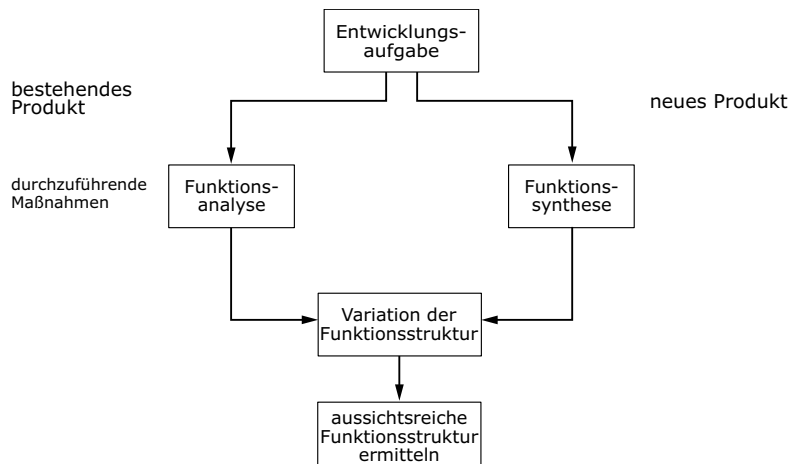 Entwicklungs-
aufgabe
bestehendes
Produkt
neues Produkt
durchzuführende
Maßnahmen
Funktions-
analyse
Funktions-
synthese
Variation der
Funktionsstruktur
aussichtsreiche
Funktionsstruktur
ermitteln